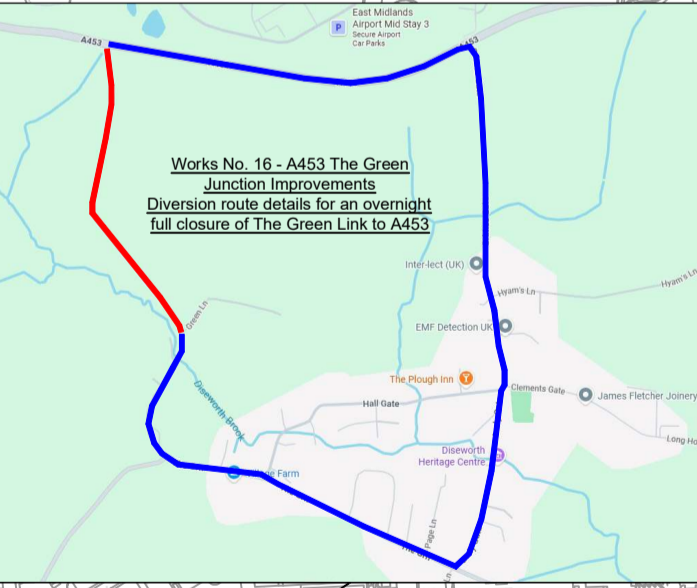 East Midlands
Airport Mid Stay 3
Secure Airport
Car Parks
P
A453
Works No. 16 - A453 The Green
Junction Improvements
Diversion route details for an overnight
full closure of The Green Link to A453
Inter-lect (UK)
Hyam's Ln
Hyam's Ln
Green Ln
EMF Detection UK
The Plough Inn
Clements Gate
James Fletcher Joinery
Hall Gate
Diseworth Brook
Diseworth
Heritage Centre
Long Ho
Page Ln
Ln